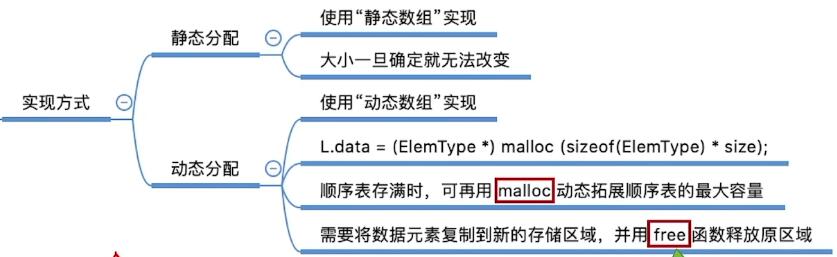 实现方式
静态分配
使用“静态数组”实现
大小一旦确定就无法改变
动态分配
使用“动态数组”实现
L.data = (ElemType *) malloc (sizeof(ElemType) * size);
顺序表存满时，可再用 malloc 动态拓展顺序表的最大容量
需要将数据元素复制到新的存储区域，并用 free 函数释放原区域